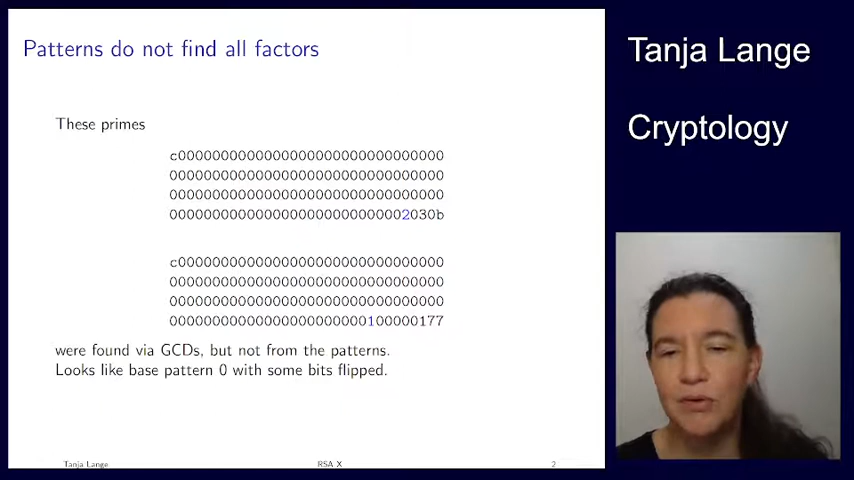 Patterns do not find all factors
These primes
c0000000000000000000000000000000
00000000000000000000000000000000
00000000000000000000000000000000
0000000000000000000000000002030b
c0000000000000000000000000000000
00000000000000000000000000000000
00000000000000000000000000000000
00000000000000000000000100000177
were found via GCDs, but not from the patterns.
Looks like base pattern 0 with some bits flipped.
Tanja Lange
RSA X
2
Tanja Lange
Cryptology